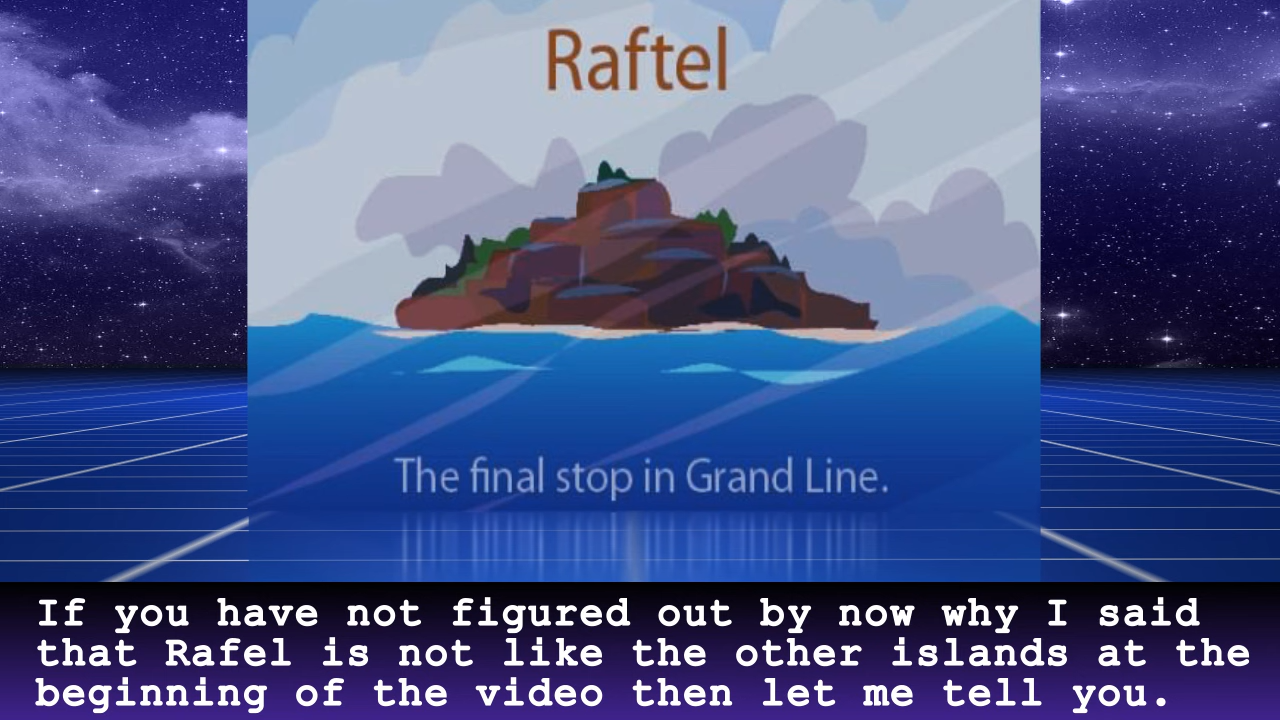 Raftel
The final stop in Grand Line.
If you have not figured out by now why I said
that Rafel is not like the other islands at the
beginning of the video then let me tell you.